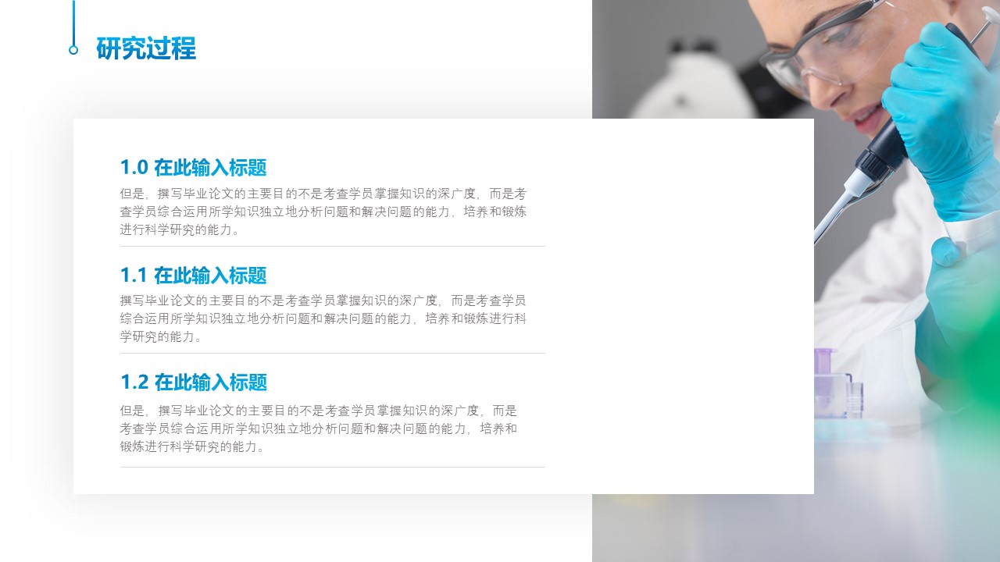 研究过程
1.0 在此输入标题
但是，撰写毕业论文的主要目的不是考查学员掌握知识的深广度，而是考
查学员综合运用所学知识独立地分析问题和解决问题的能力，培养和锻炼
进行科学研究的能力。
1.1 在此输入标题
撰写毕业论文的主要目的不是考查学员掌握知识的深广度，而是考查学员
综合运用所学知识独立地分析问题和解决问题的能力，培养和锻炼进行科
学研究的能力。
1.2 在此输入标题
但是，撰写毕业论文的主要目的不是考查学员掌握知识的深广度，而是
考查学员综合运用所学知识独立地分析问题和解决问题的能力，培养和
锻炼进行科学研究的能力。